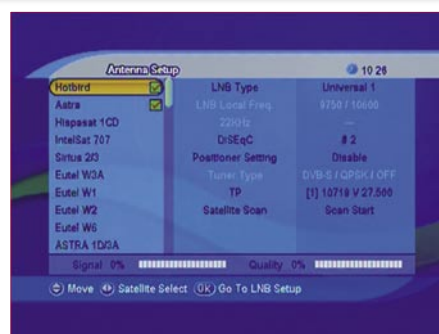 Antenna Setup 10 26
Hotbird LNB Type Universal 1
Astra LNB Local Freq. 9750 / 10600
Hispasat 1CD 22KHz ---
IntelSat 707 DiSEqC # 2
Sirius 2/3 Positioner Setting Disable
Eutel W3A Tuner Type DVB-S / QPSK / OFF
Eutel W1 TP [1] 10719 V 27.500
Eutel W2 Satellite Scan Scan Start
Eutel W6
ASTRA 1D/3A
Signal 0% Quality 0%
Move Satellite Select OK Go To LNB Setup